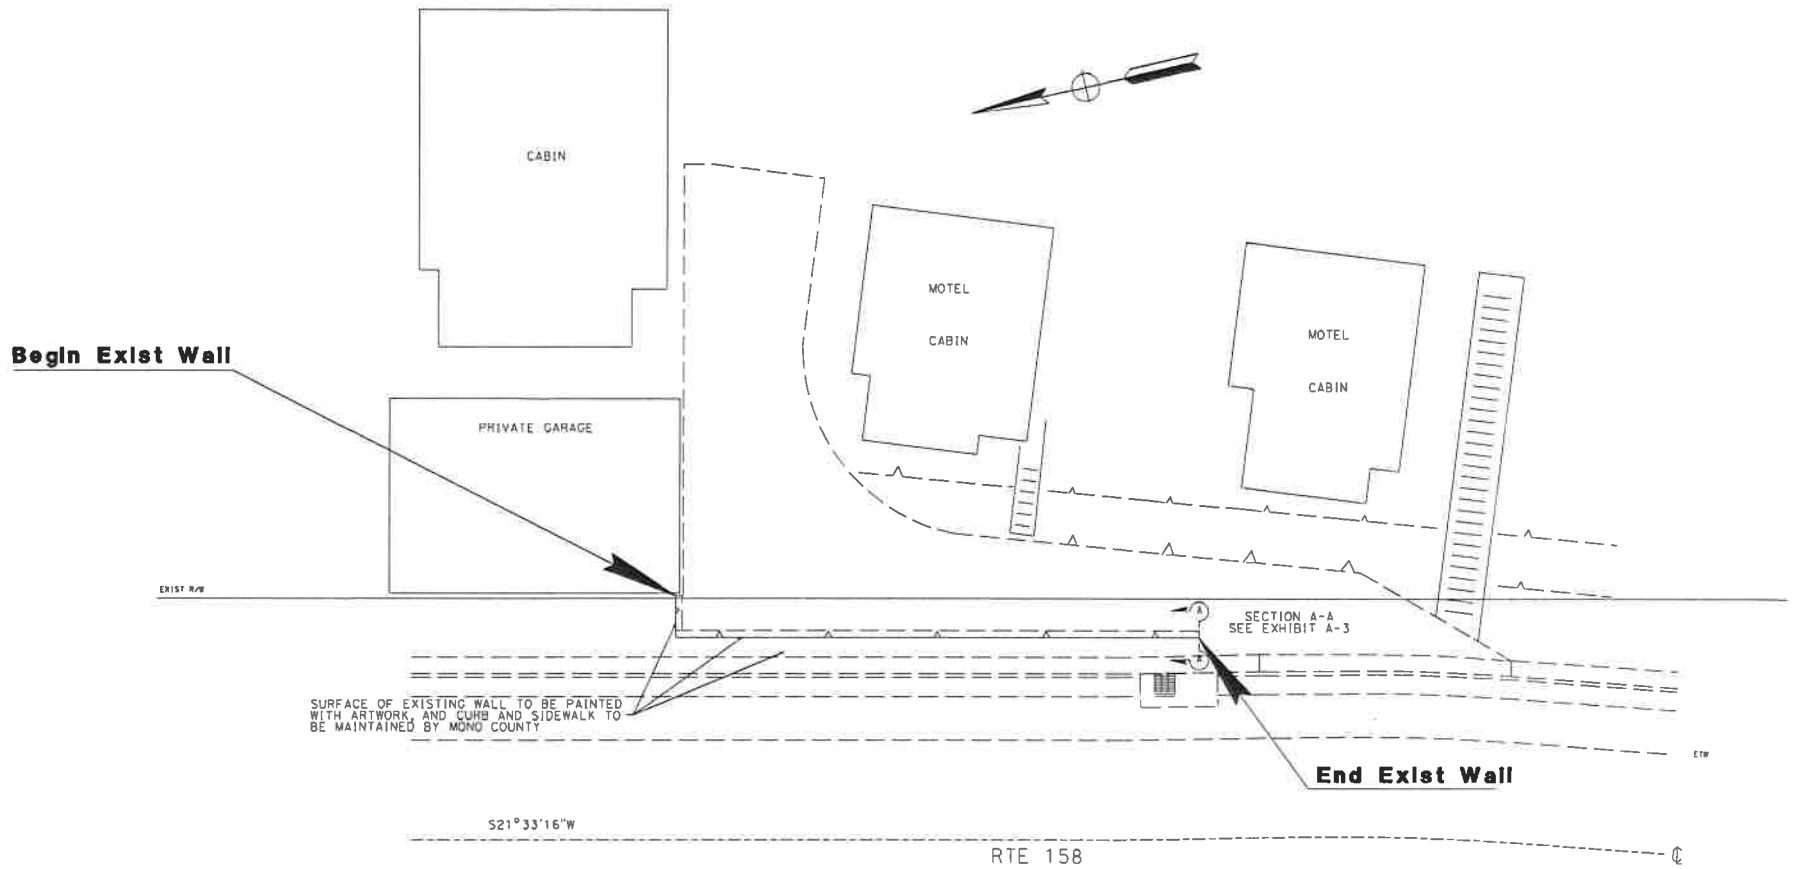 CABIN
MOTEL
CABIN
MOTEL
CABIN
Begin Exist Wall
PRIVATE GARAGE
EXIST R/W
A
SECTION A-A
SEE EXHIBIT A-3
SURFACE OF EXISTING WALL TO BE PAINTED
WITH ARTWORK, AND CURB AND SIDEWALK TO
BE MAINTAINED BY MONO COUNTY
ETW
End Exist Wall
S21°33'16"W
RTE 158
℄